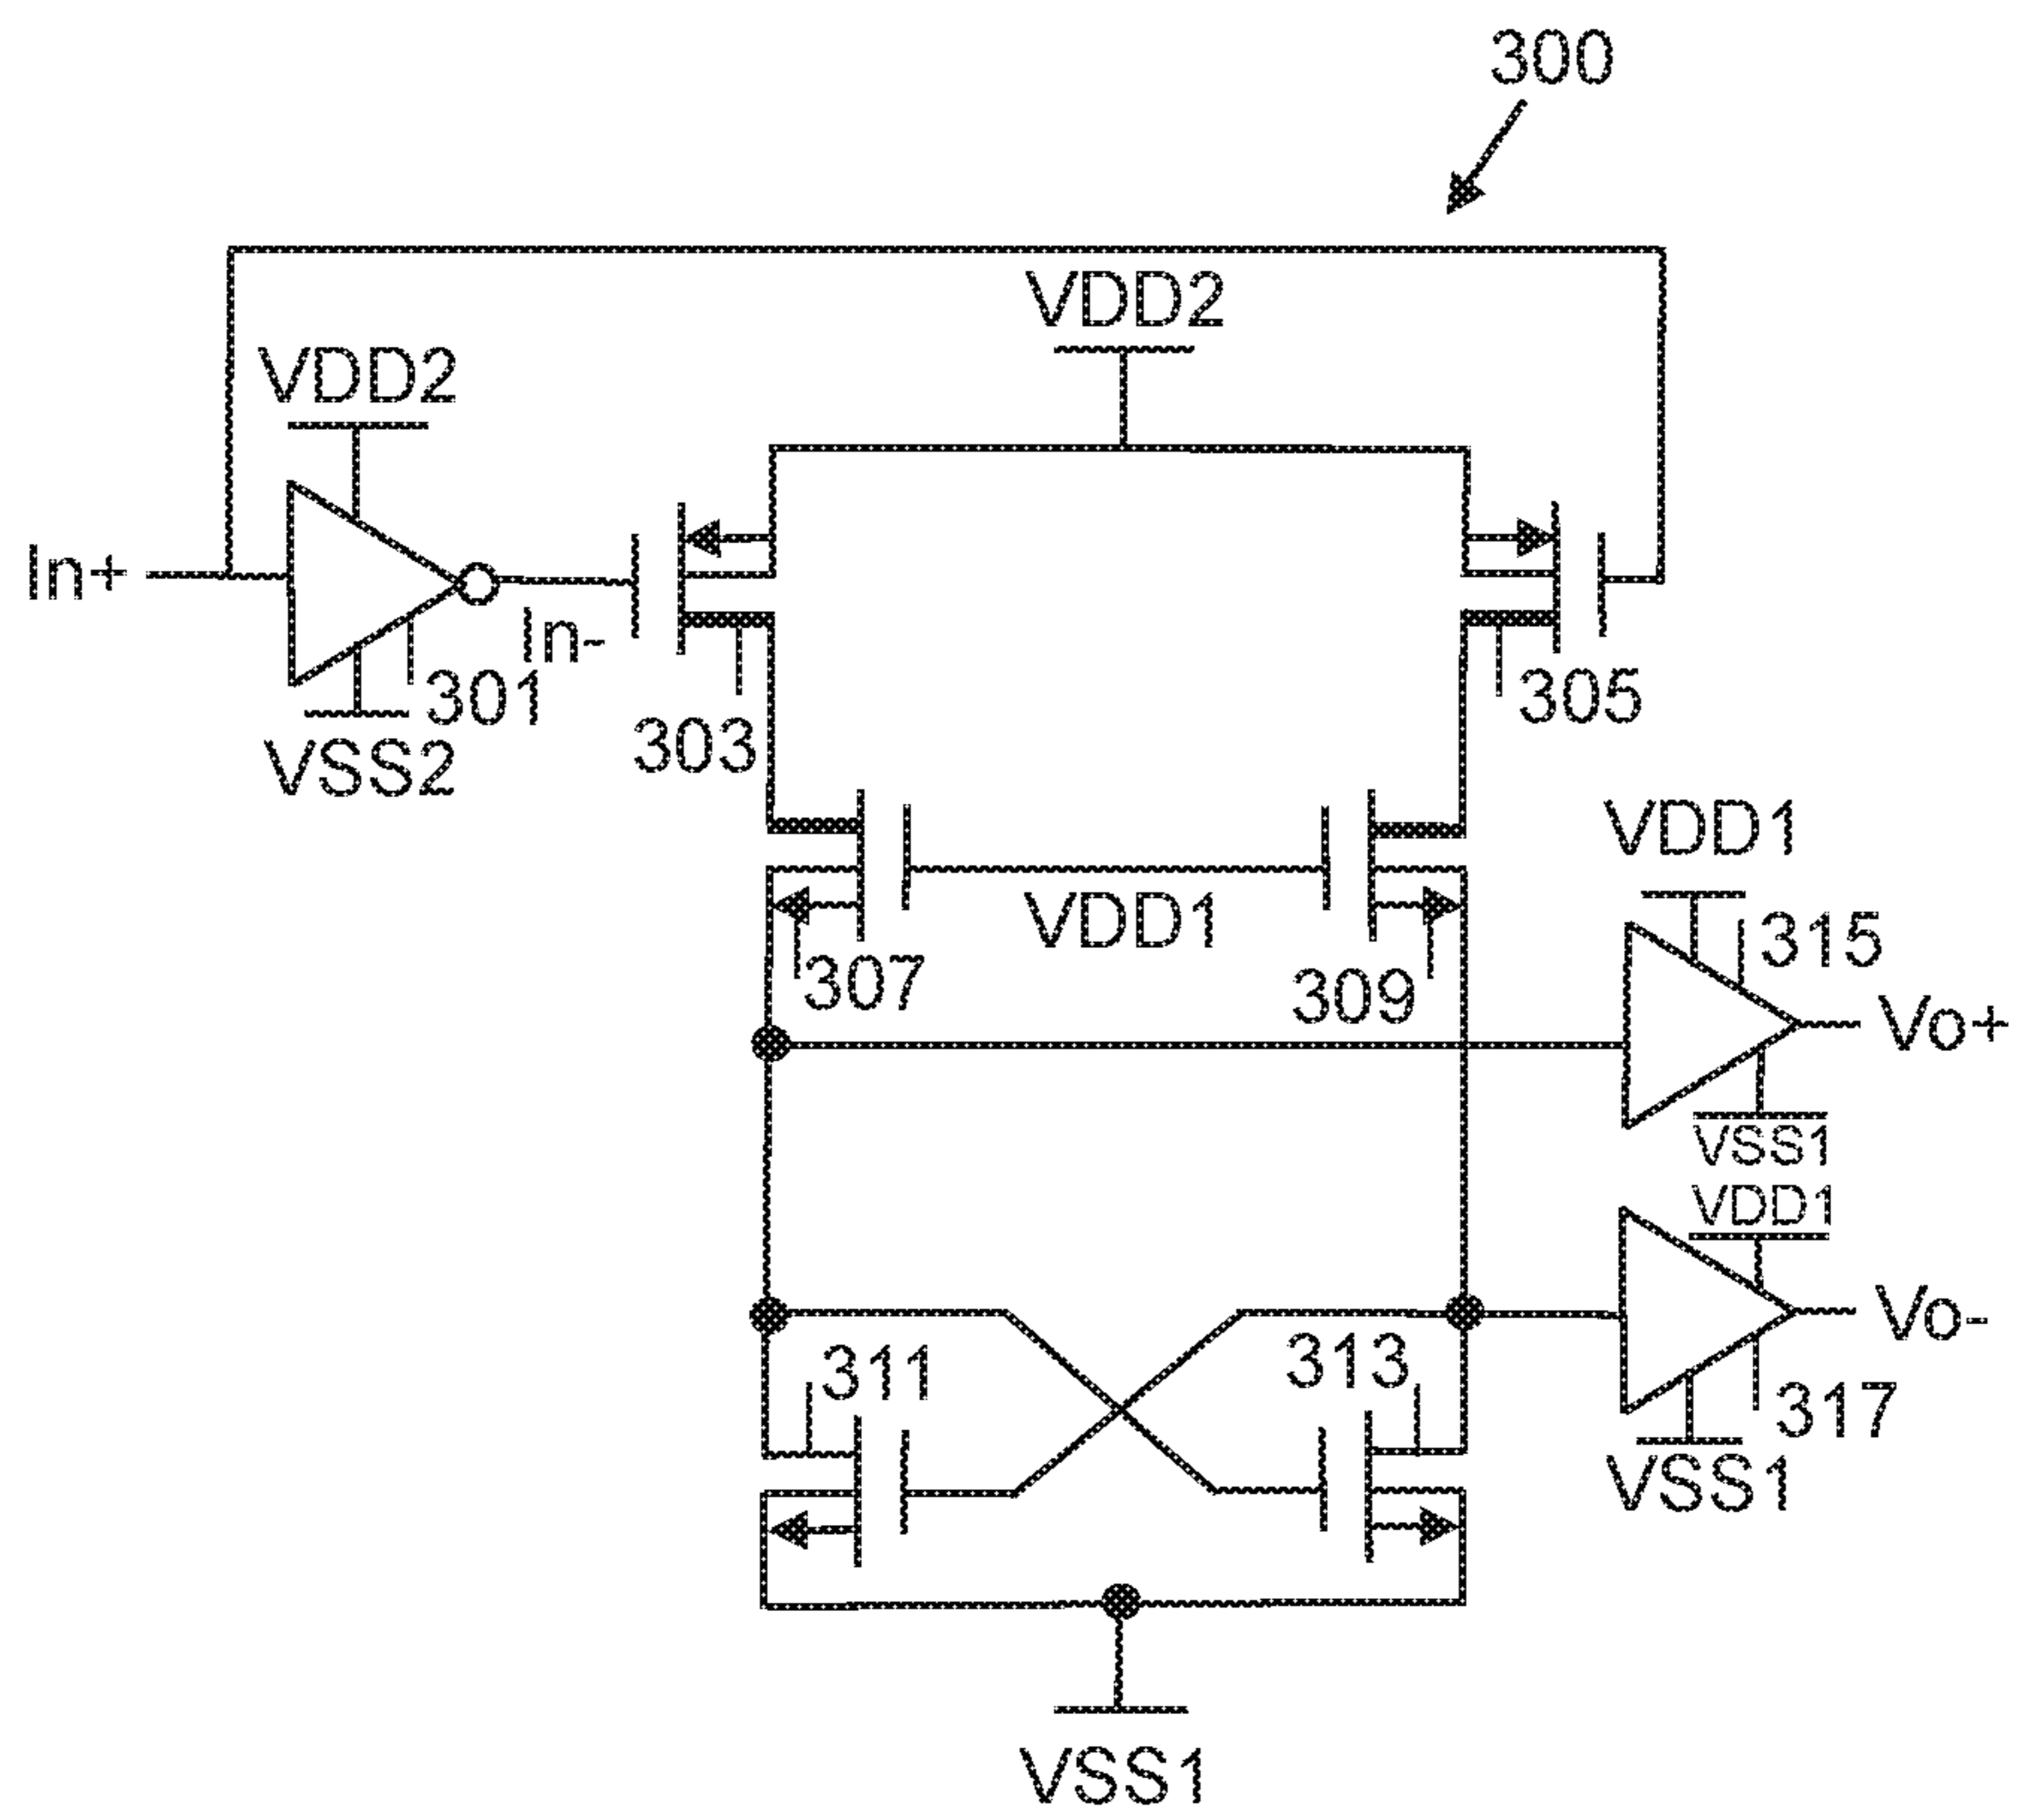 300
VDD2
VDD2
In+
In-
301
VSS2
303
305
VDD1
VDD1
307
309
315
Vo+
VSS1
VDD1
311
313
Vo-
317
VSS1
VSS1